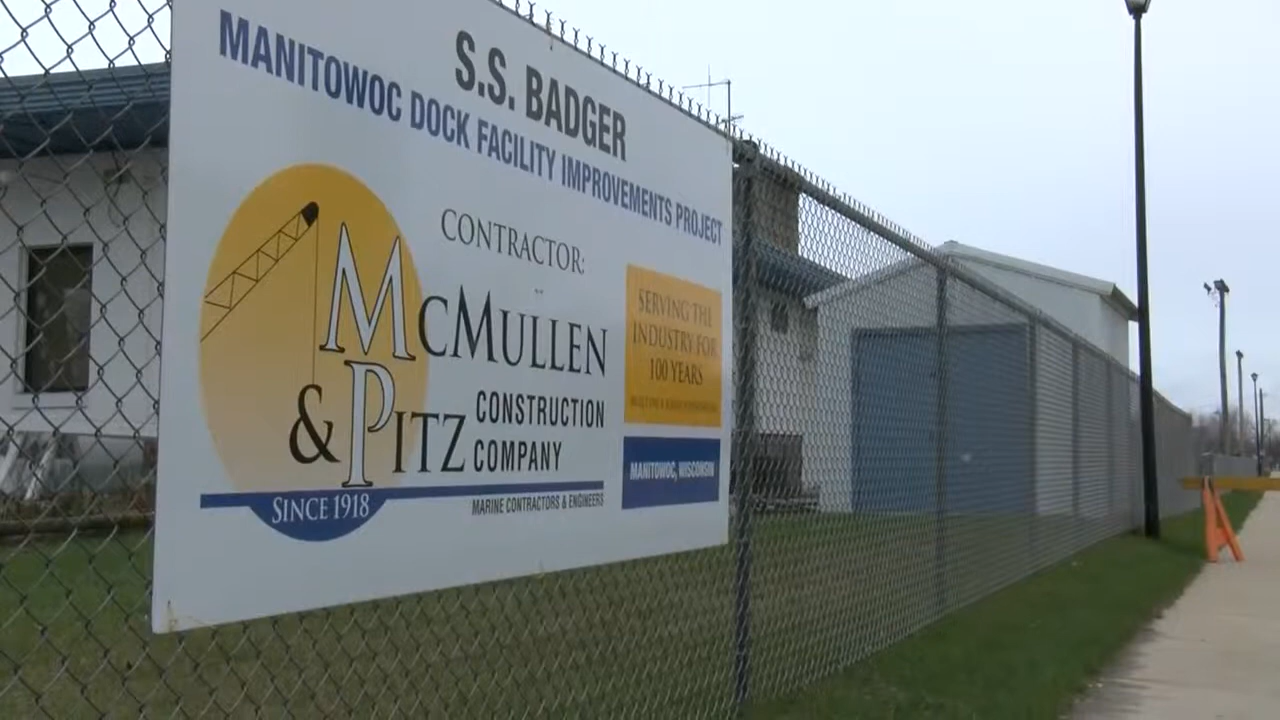 S.S. BADGER
MANITOWOC DOCK FACILITY IMPROVEMENTS PROJECT
CONTRACTOR:
MCMULLEN
& PITZ CONSTRUCTION
COMPANY
SINCE 1918
MARINE CONTRACTORS & ENGINEERS
SERVING THE
INDUSTRY FOR
100 YEARS
MANITOWOC, WISCONSIN